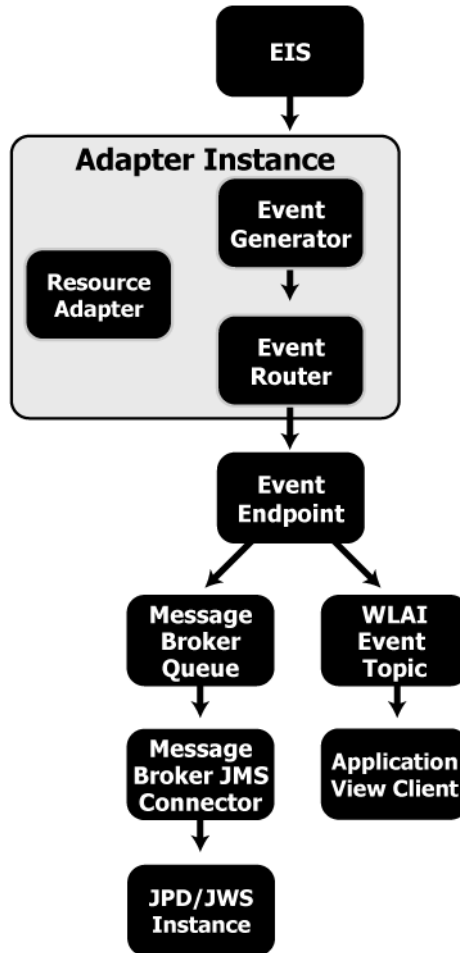 EIS
Adapter Instance
Event
Generator
Resource
Adapter
Event
Router
Event
Endpoint
Message
Broker
Queue
WLAI
Event
Topic
Message
Broker JMS
Connector
Application
View Client
JPD/JWS
Instance